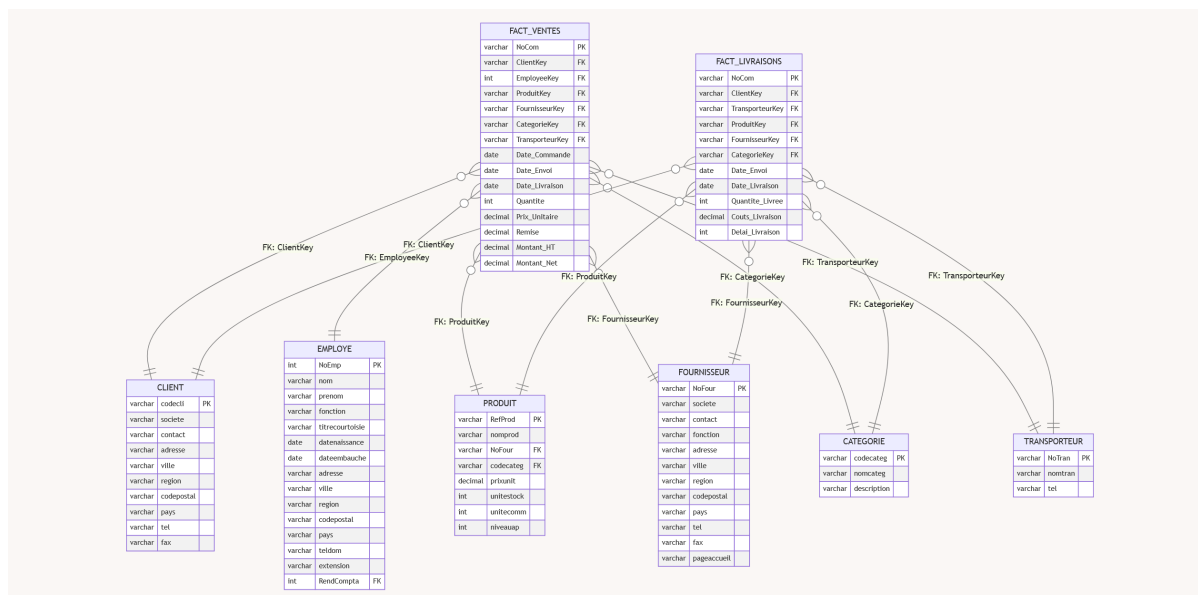 FACT_VENTES
varchar NoCom PK
varchar ClientKey FK
int EmployeeKey FK
varchar ProduitKey FK
varchar FournisseurKey FK
varchar CategorieKey FK
varchar TransporteurKey FK
date Date_Commande
date Date_Envoi
date Date_Livraison
int Quantite
decimal Prix_Unitaire
decimal Remise
decimal Montant_HT
decimal Montant_Net
FACT_LIVRAISONS
varchar NoCom PK
varchar ClientKey FK
varchar TransporteurKey FK
varchar ProduitKey FK
varchar FournisseurKey FK
varchar CategorieKey FK
date Date_Envoi
date Date_Livraison
int Quantite_Livree
decimal Couts_Livraison
int Delai_Livraison
FK: ClientKey
FK: ClientKey
FK: EmployeeKey
FK: ProduitKey
FK: ProduitKey
FK: FournisseurKey
FK: FournisseurKey
FK: CategorieKey
FK: CategorieKey
FK: TransporteurKey
FK: TransporteurKey
CLIENT
varchar codecli PK
varchar societe
varchar contact
varchar adresse
varchar ville
varchar region
varchar codepostal
varchar pays
varchar tel
varchar fax
EMPLOYE
int NoEmp PK
varchar nom
varchar prenom
varchar fonction
varchar titrecourtoisie
date datenaissance
date dateembauche
varchar adresse
varchar ville
varchar region
varchar codepostal
varchar pays
varchar teldom
varchar extension
int RendCompta FK
PRODUIT
varchar RefProd PK
varchar nomprod
varchar NoFour FK
varchar codecateg FK
decimal prixunit
int unitestock
int unitecomm
int niveauap
FOURNISSEUR
varchar NoFour PK
varchar societe
varchar contact
varchar fonction
varchar adresse
varchar ville
varchar region
varchar codepostal
varchar pays
varchar tel
varchar fax
varchar pageaccueil
CATEGORIE
varchar codecateg PK
varchar nomcateg
varchar description
TRANSPORTEUR
varchar NoTran PK
varchar nomtran
varchar tel